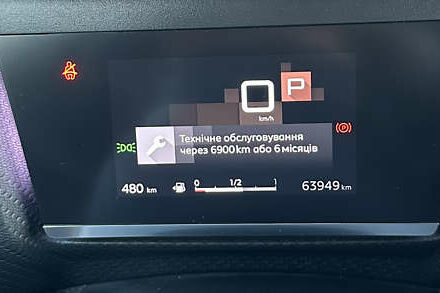 0 P
km/h
Технічне обслуговування
через 6900km або 6 місяців
480 km 0 1/2 1 63949 km